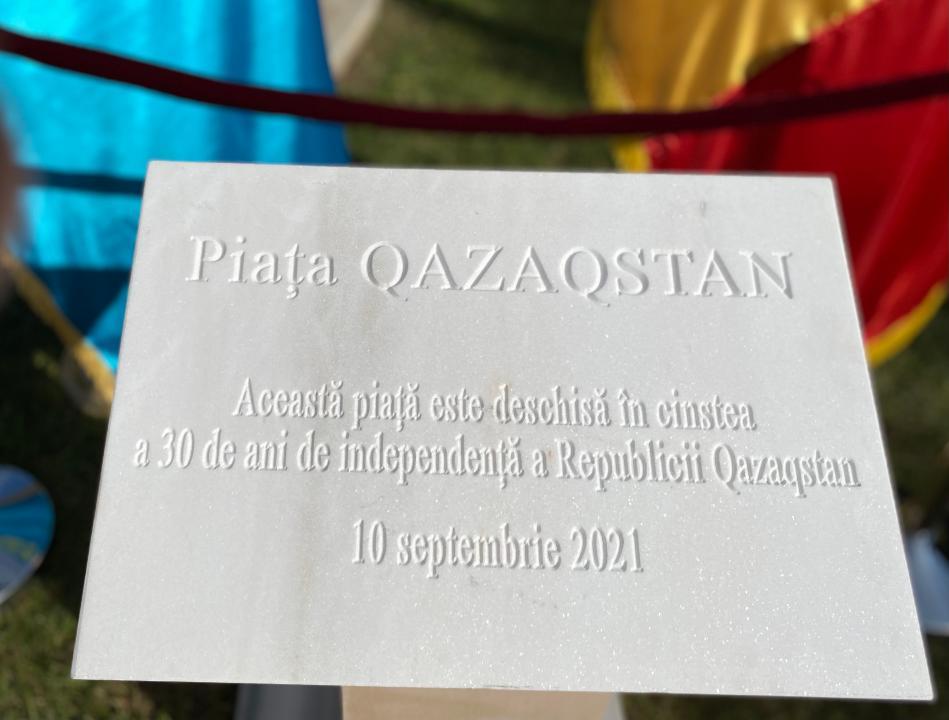 Piața QAZAQSTAN
Această piață este deschisă în cinstea
a 30 de ani de independență a Republicii Qazaqstan
10 septembrie 2021